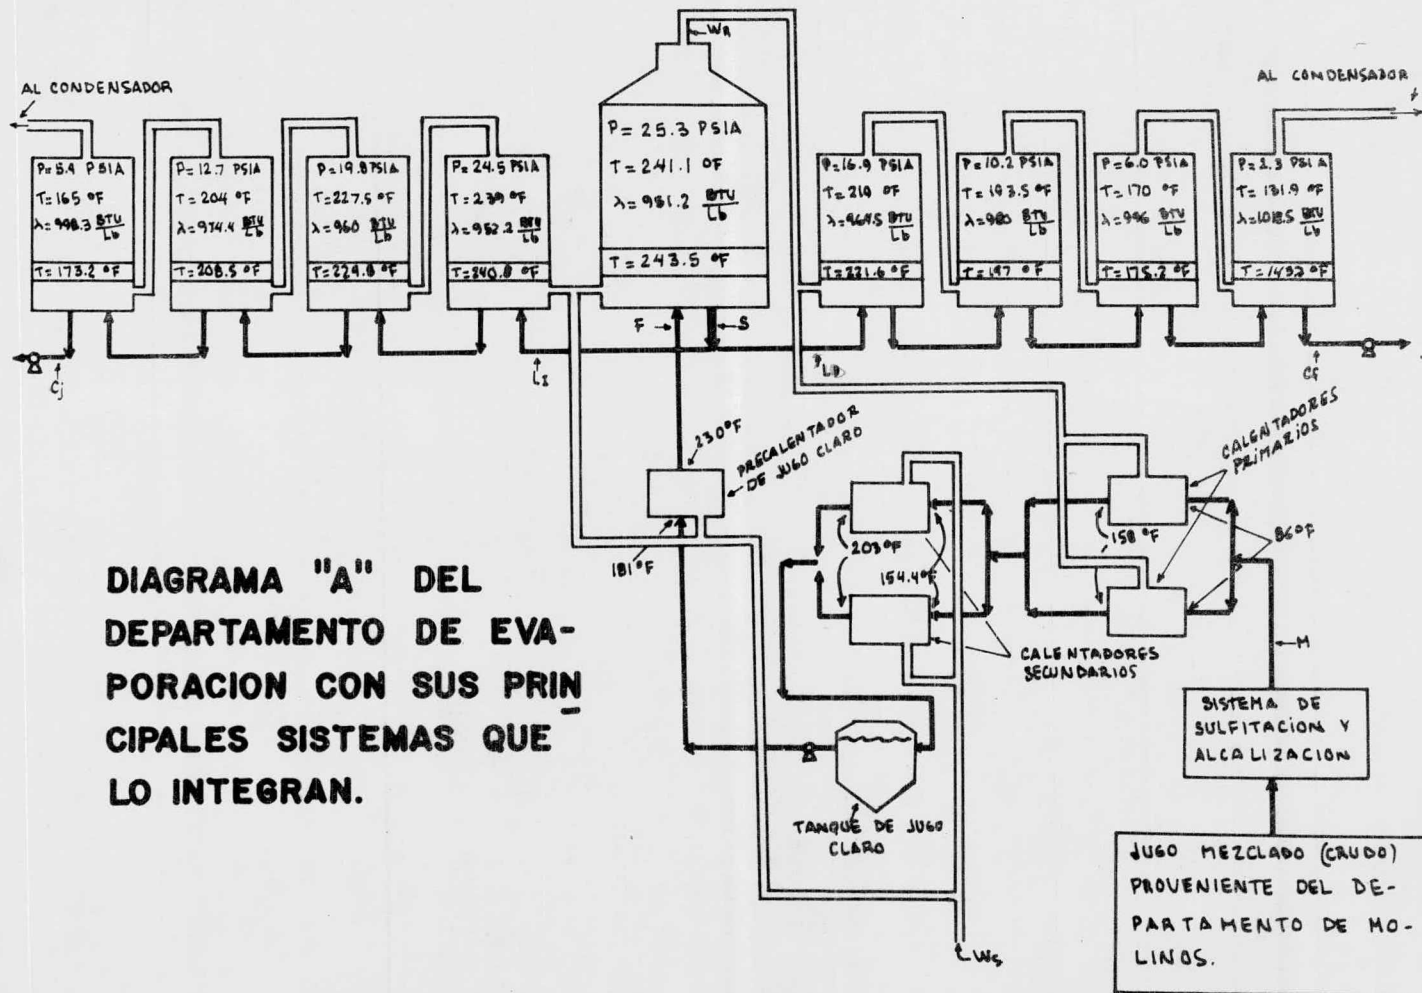 AL CONDENSADOR
P= 5.4 PSIA
T=165 °F
λ=998.3 BTU/Lb
T=173.2 °F
P= 12.7 PSIA
T= 204 °F
λ= 974.4 BTU/Lb
T=208.5 °F
P= 19.8 PSIA
T=227.5 °F
λ= 960 BTU/Lb
T=229.8 °F
P= 24.5 PSIA
T=239 °F
λ=952.2 BTU/Lb
T=240.8 °F
WR
P= 25.3 PSIA
T=241.1 °F
λ=951.2 BTU/Lb
T=243.5 °F
P=16.9 PSIA
T=219 °F
λ=964.5 BTU/Lb
T=221.6 °F
P=10.2 PSIA
T=193.5 °F
λ=980 BTU/Lb
T=197 °F
P=6.0 PSIA
T=170 °F
λ=996 BTU/Lb
T=175.2 °F
AL CONDENSADOR
P=2.3 PSIA
T=131.9 °F
λ=1018.5 BTU/Lb
F
S
Cj
LI
LD
Cf
230°F
PRECALENTADOR
DE JUGO CLARO
181°F
CALENTADORES
PRIMARIOS
158 °F
86°F
203°F
154.4°F
CALENTADORES
SECUNDARIOS
M
DIAGRAMA "A" DEL
DEPARTAMENTO DE EVA-
PORACION CON SUS PRIN
CIPALES SISTEMAS QUE
LO INTEGRAN.
SISTEMA DE
SULFITACION Y
ALCALIZACION
TANQUE DE JUGO
CLARO
JUGO MEZCLADO (CRUDO)
PROVENIENTE DEL DE-
PARTAMENTO DE MO-
LINOS.
WS